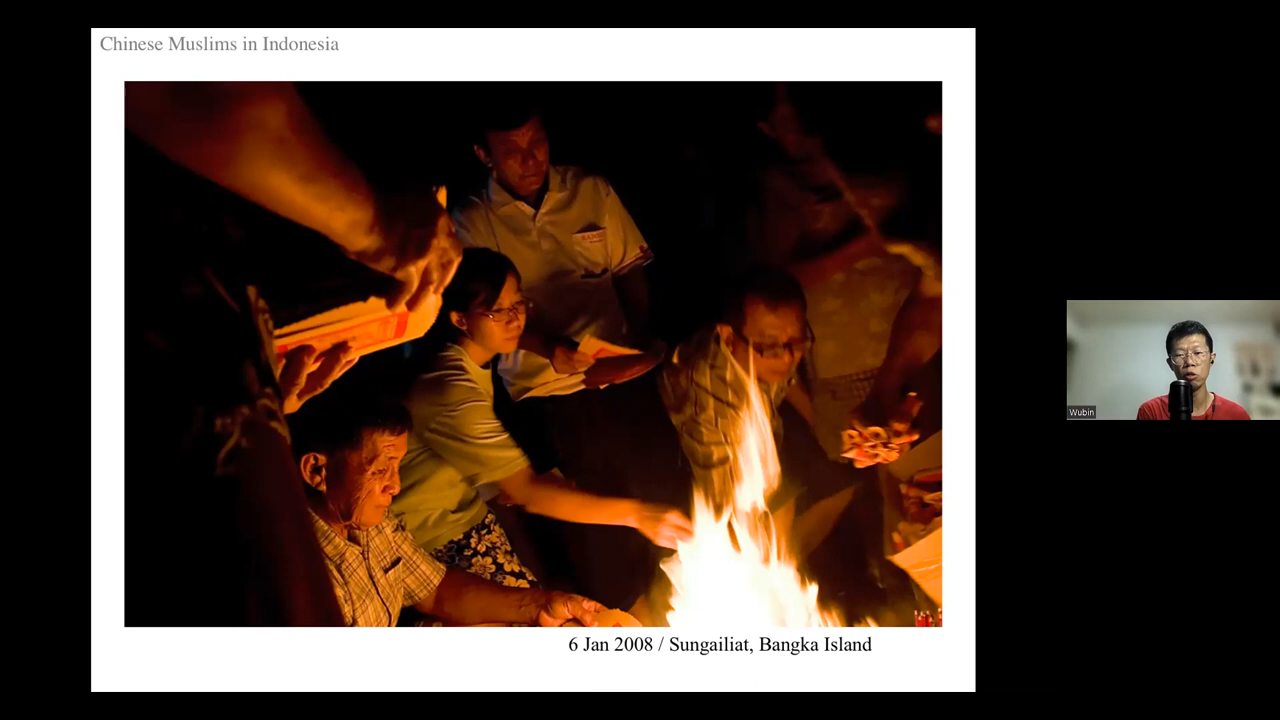 Chinese Muslims in Indonesia
6 Jan 2008 / Sungailiat, Bangka Island
Wubin